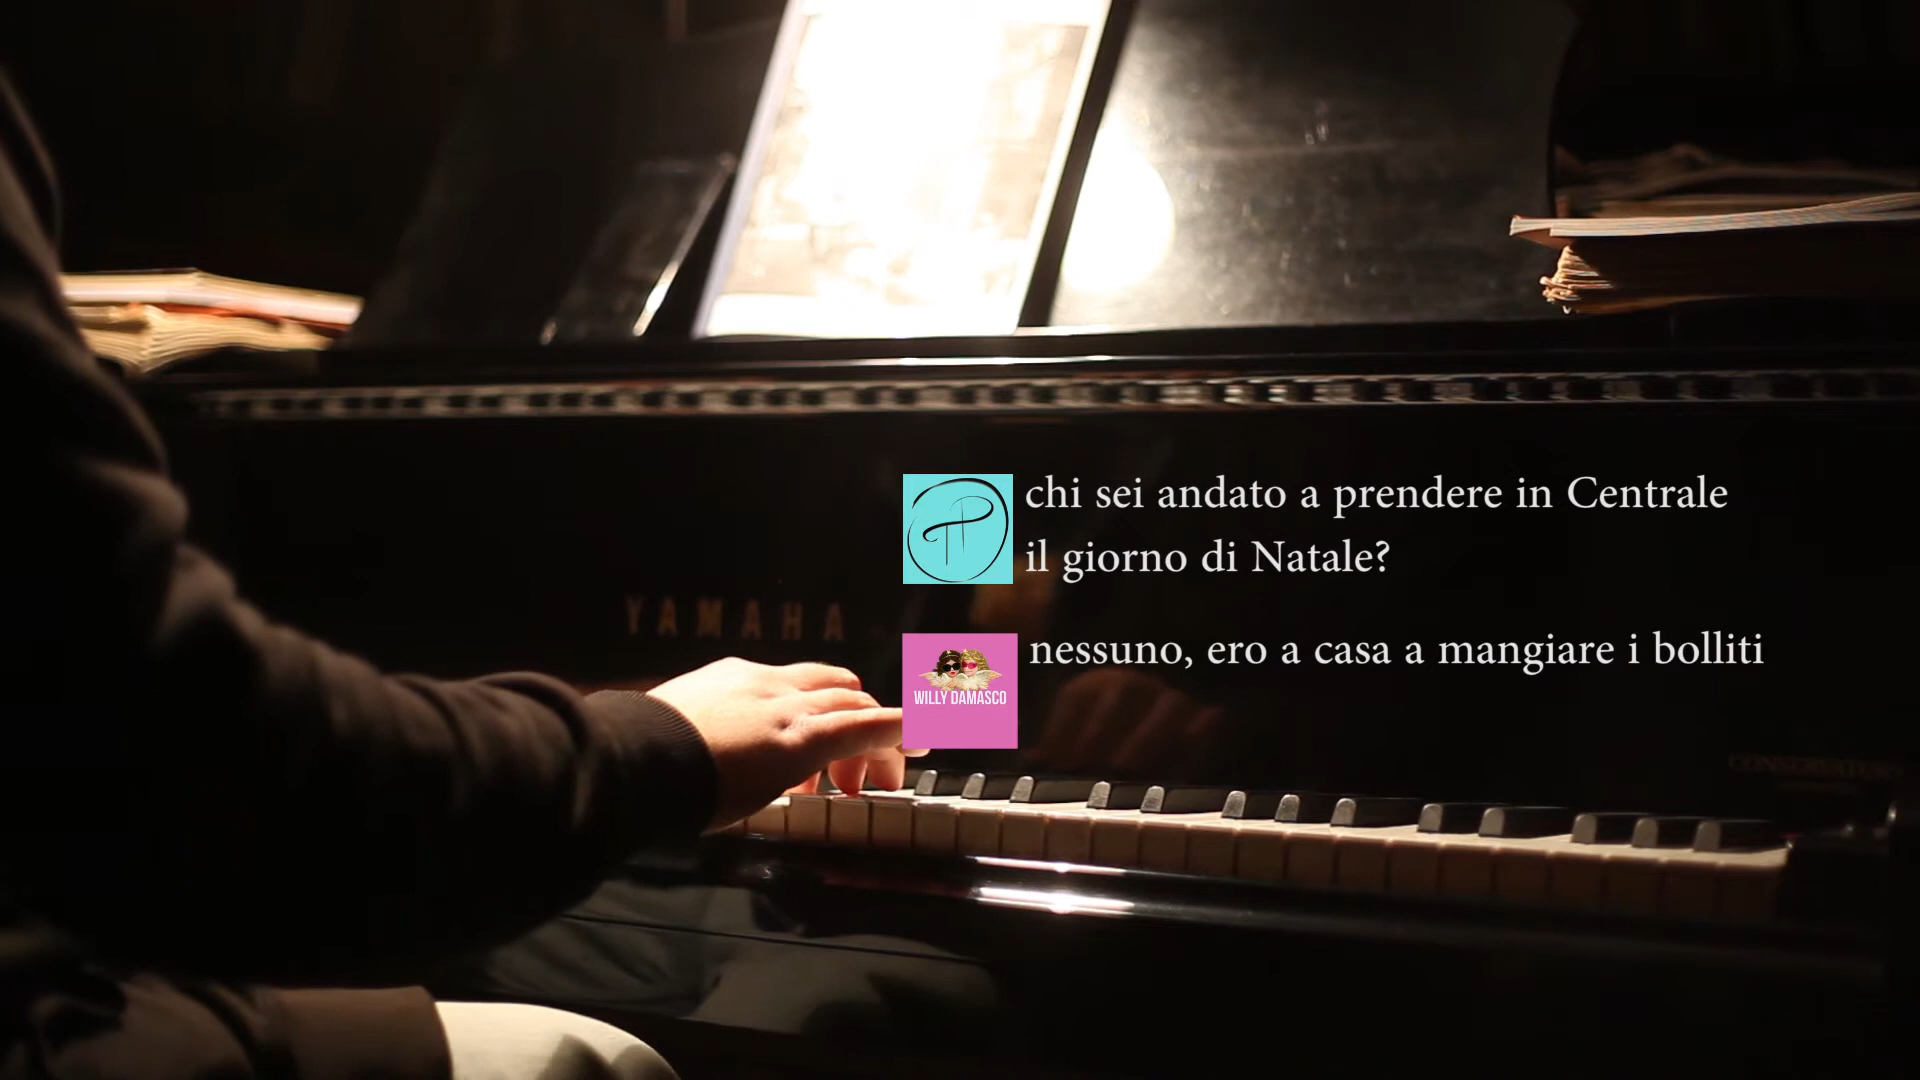 chi sei andato a prendere in Centrale
il giorno di Natale?
YAMAHA
nessuno, ero a casa a mangiare i bolliti
WILLY DAMASCO